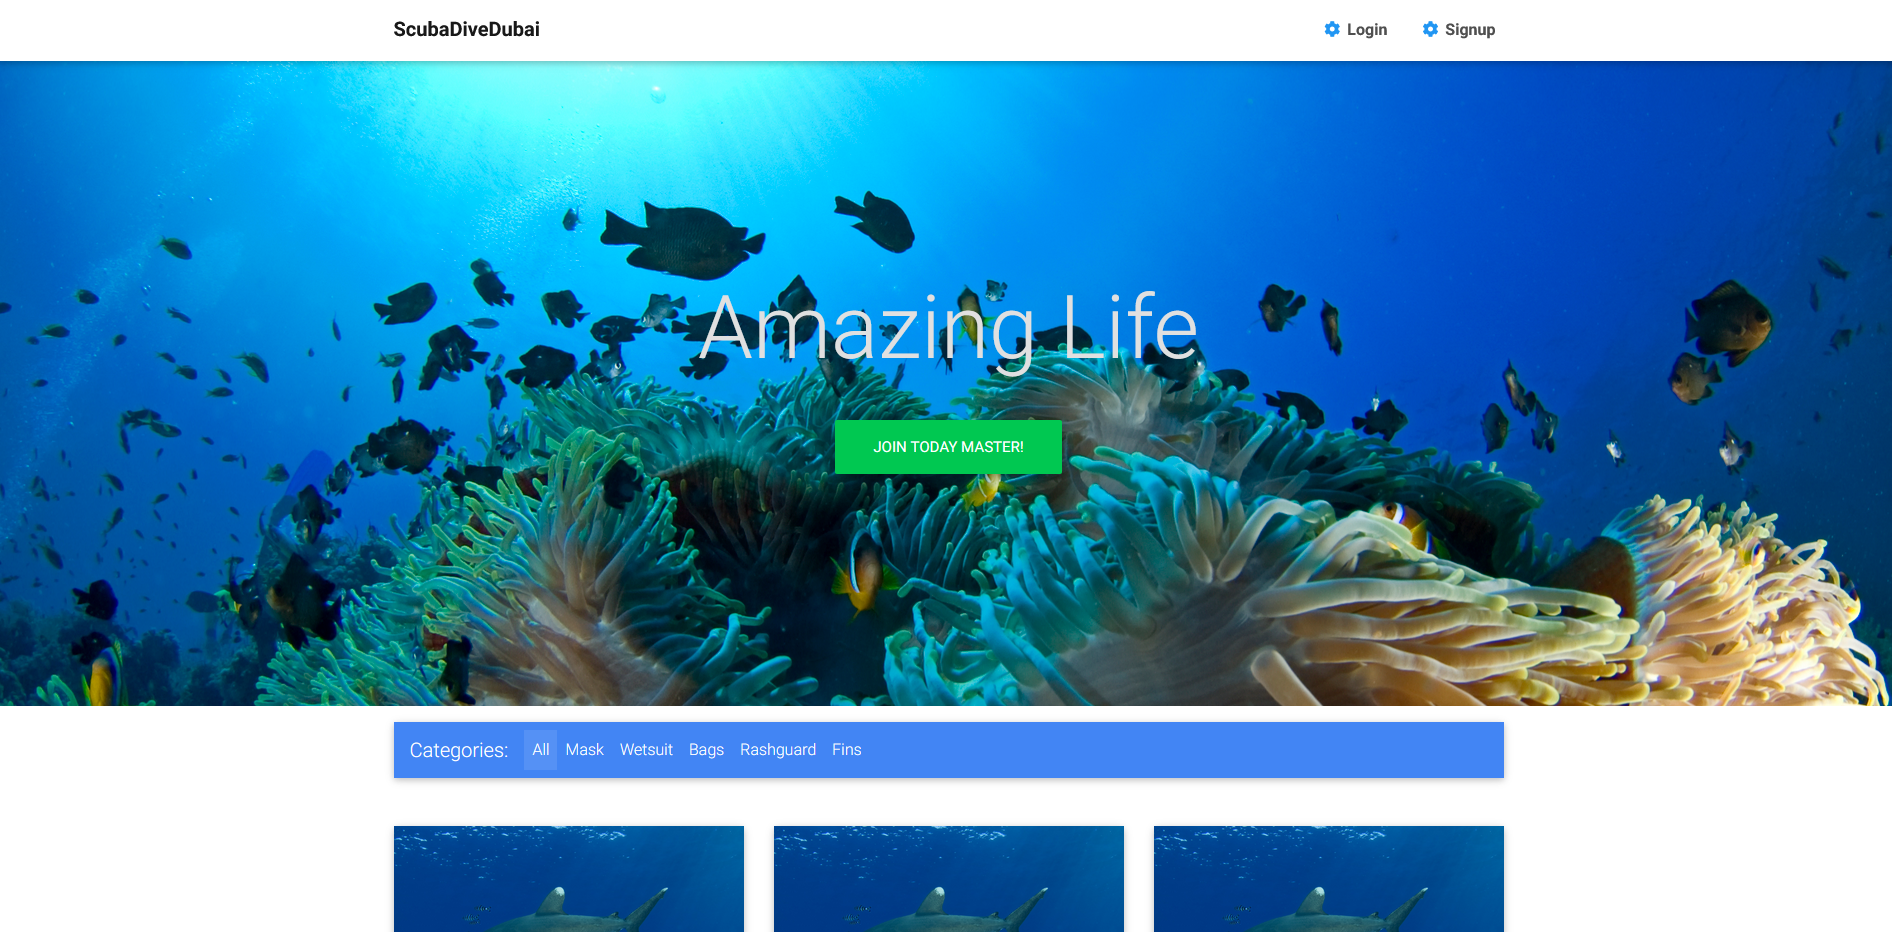 ScubaDiveDubai
Login
Signup
Amazing Life
JOIN TODAY MASTER!
Categories: All Mask Wetsuit Bags Rashguard Fins